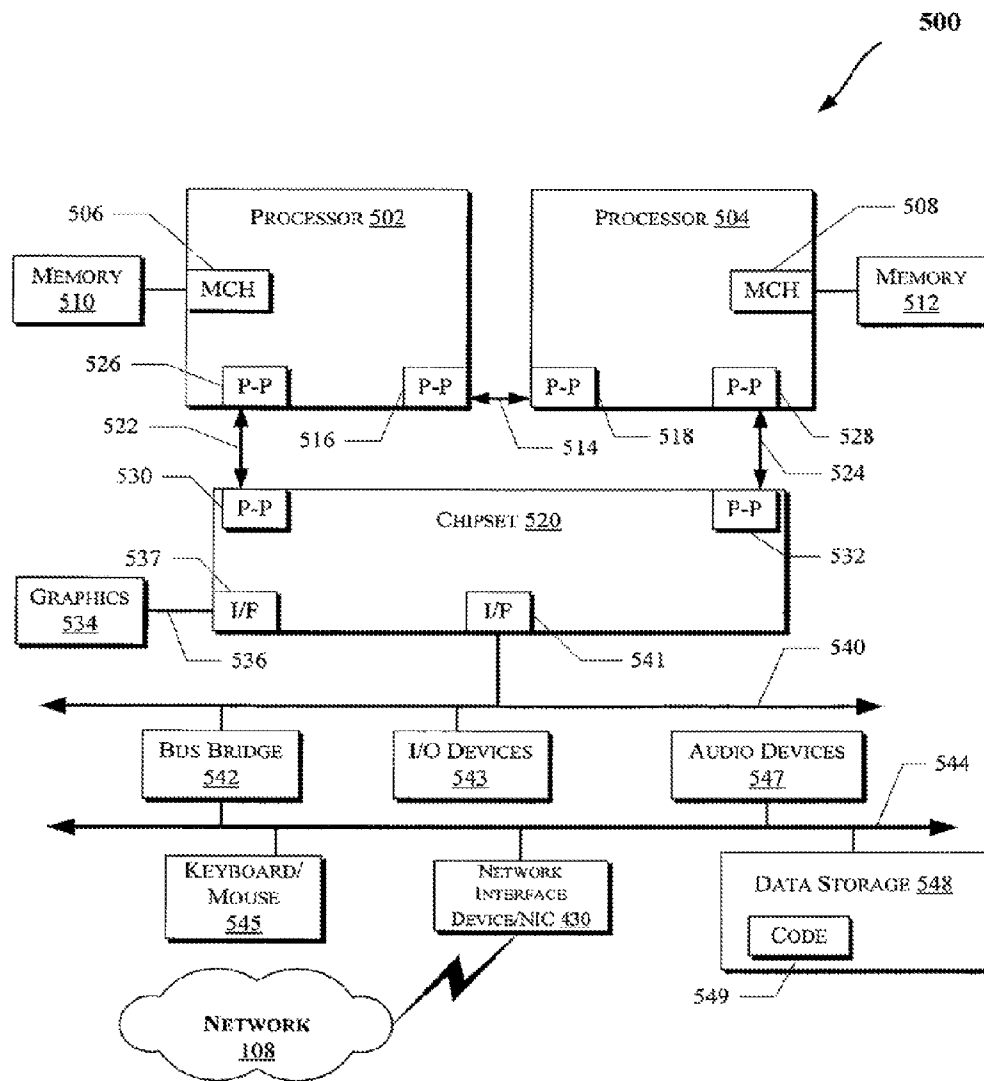 500
506
PROCESSOR 502
PROCESSOR 504
508
MEMORY
510
MCH
MCH
MEMORY
512
526
P-P
P-P
P-P
P-P
522
516
514
518
528
524
530
P-P
CHIPSET 520
P-P
532
537
GRAPHICS
534
I/F
I/F
536
541
540
BUS BRIDGE
542
I/O DEVICES
543
AUDIO DEVICES
547
544
KEYBOARD/
MOUSE
545
NETWORK
INTERFACE
DEVICE/NIC 430
DATA STORAGE 548
CODE
549
NETWORK
108